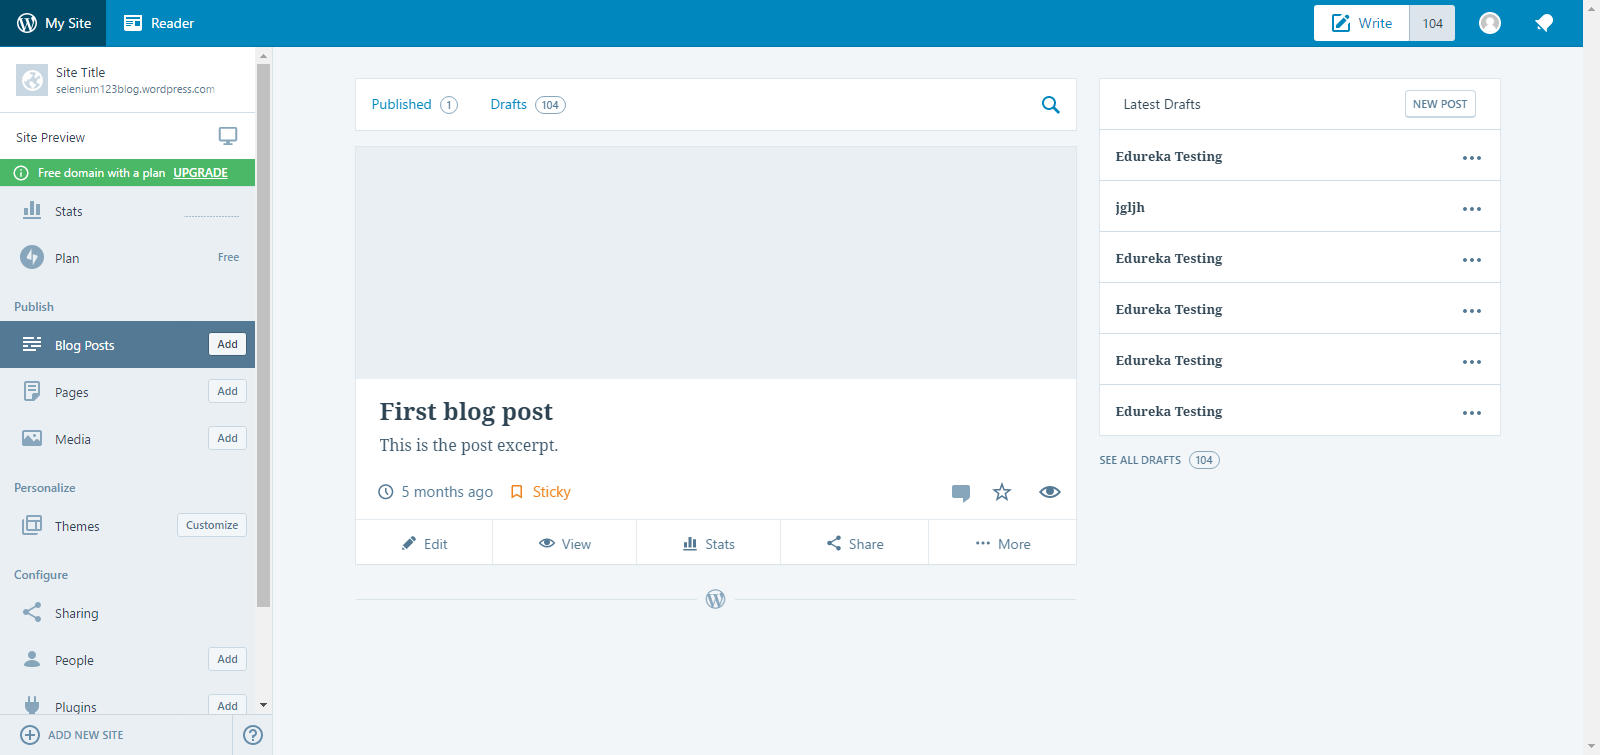 My Site
Reader
Write
104
Site Title
selenium123blog.wordpress.com
Site Preview
Free domain with a plan UPGRADE
Stats
Plan
Free
Publish
Blog Posts
Add
Pages
Add
Media
Add
Personalize
Themes
Customize
Configure
Sharing
People
Add
Plugins
Add
ADD NEW SITE
Published 1
Drafts 104
First blog post
This is the post excerpt.
5 months ago
Sticky
Edit
View
Stats
Share
More
Latest Drafts
NEW POST
Edureka Testing
jgljh
Edureka Testing
Edureka Testing
Edureka Testing
Edureka Testing
SEE ALL DRAFTS 104